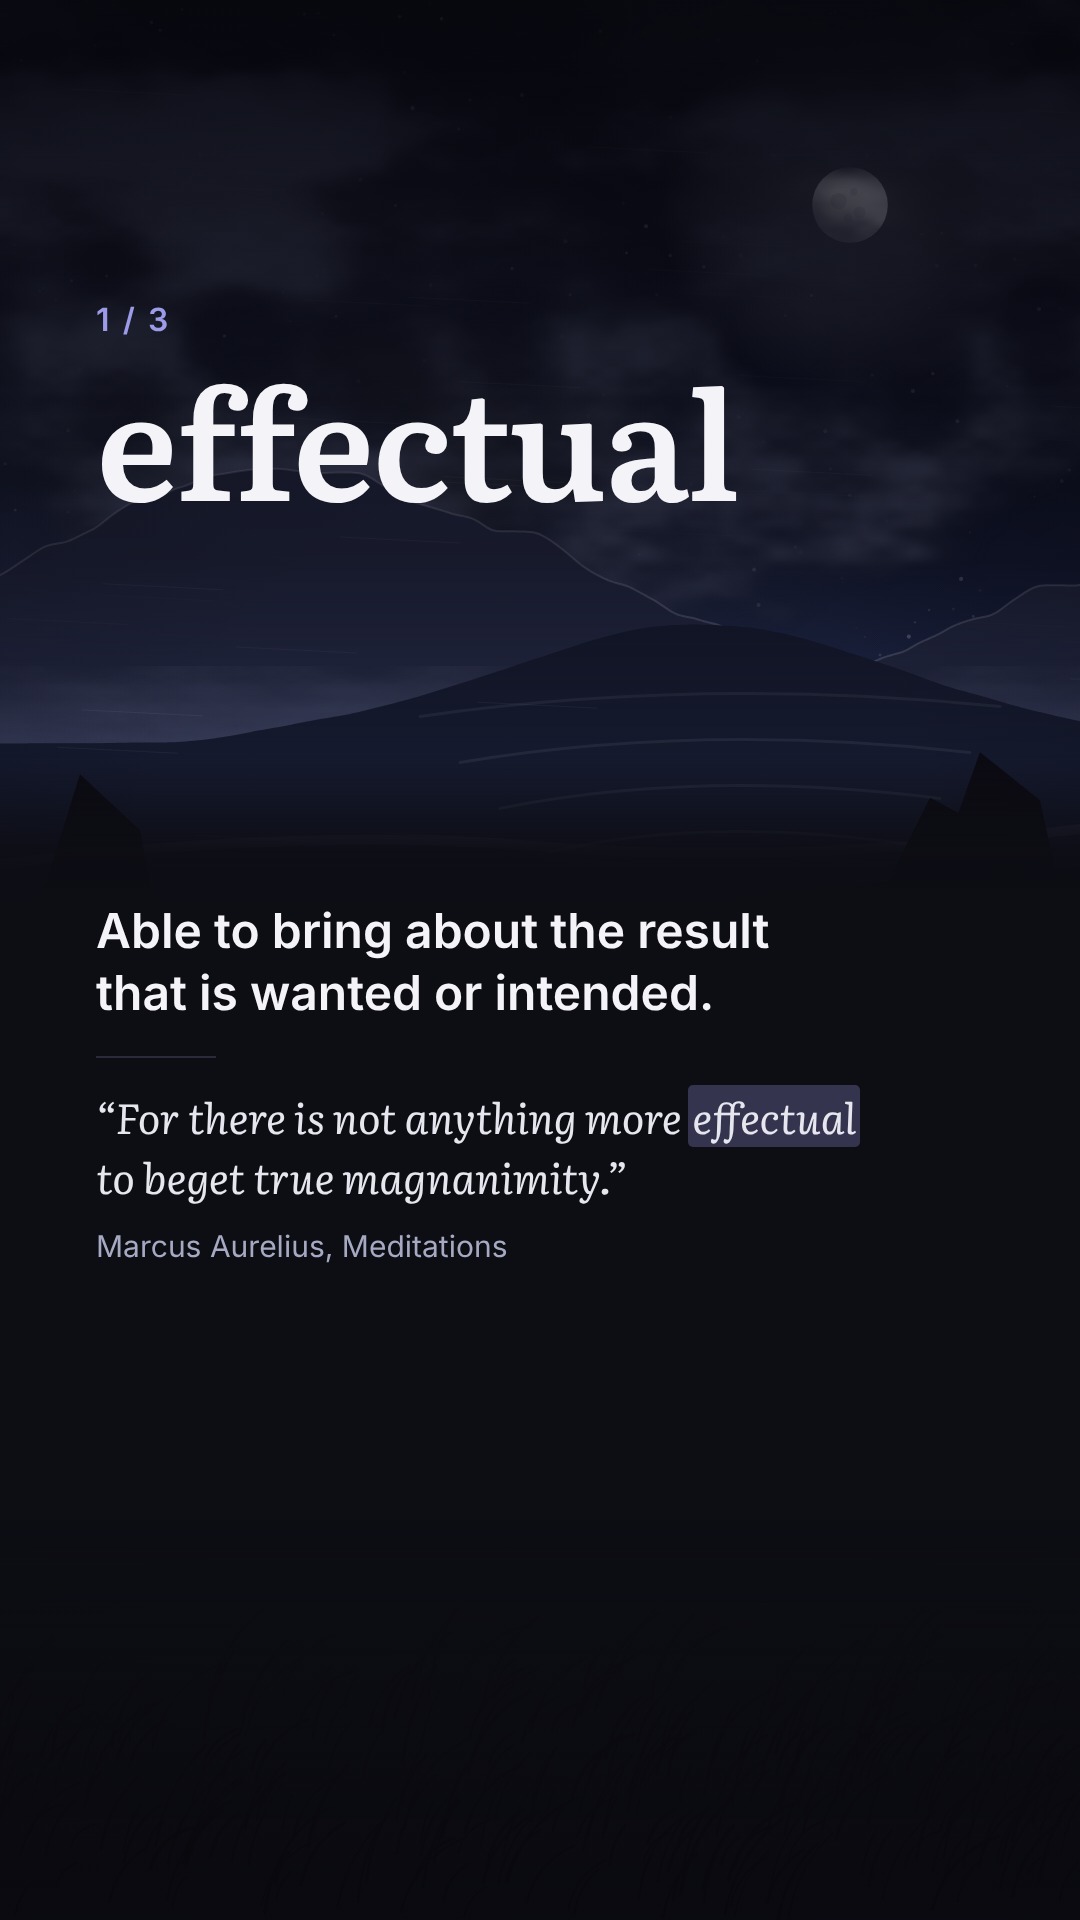 1 / 3
effectual
Able to bring about the result
that is wanted or intended.
“For there is not anything more effectual
to beget true magnanimity.”
Marcus Aurelius, Meditations